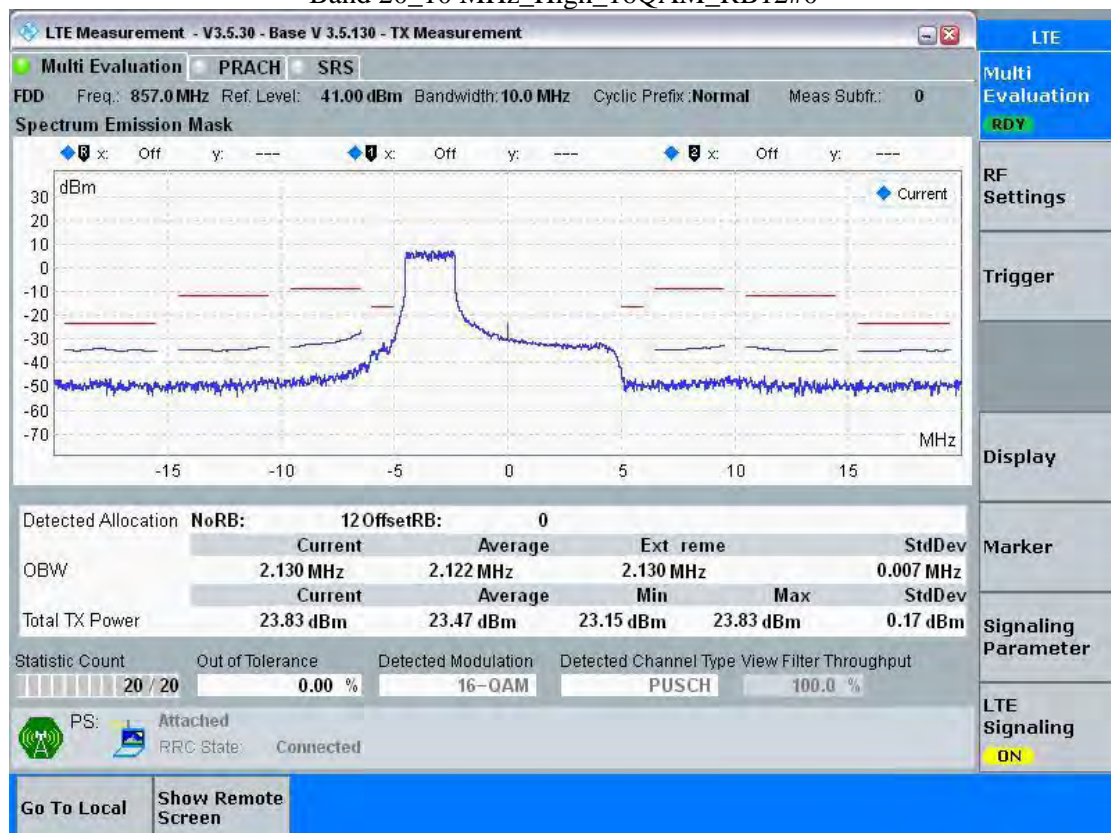 LTE Measurement - V3.5.30 - Base V 3.5.130 - TX Measurement
LTE
Multi Evaluation PRACH SRS
Multi
Evaluation
RDY
FDD Freq.: 857.0 MHz Ref. Level: 41.00 dBm Bandwidth: 10.0 MHz Cyclic Prefix : Normal Meas Subfr.: 0
Spectrum Emission Mask
R x: Off y: --- 1 x: Off y: --- 2 x: Off y: ---
dBm
Current
30
20
10
0
-10
-20
-30
-40
-50
-60
-70
MHz
-15 -10 -5 0 5 10 15
RF
Settings
Trigger
Display
Marker
Signaling
Parameter
LTE
Signaling
ON
Detected Allocation NoRB: 12 OffsetRB: 0
Current Average Ext reme StdDev
OBW 2.130 MHz 2.122 MHz 2.130 MHz 0.007 MHz
Current Average Min Max StdDev
Total TX Power 23.83 dBm 23.47 dBm 23.15 dBm 23.83 dBm 0.17 dBm
Statistic Count Out of Tolerance Detected Modulation Detected Channel Type View Filter Throughput
20 / 20 0.00 % 16-QAM PUSCH 100.0 %
PS: Attached
RRC State: Connected
Go To Local
Show Remote
Screen